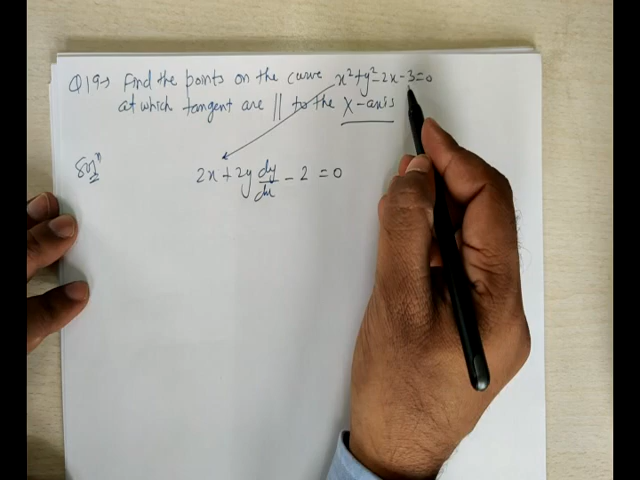 Q19> Find the points on the curve x²+y²-2x-3=0
at which tangent are || to the X-axis
Solⁿ
2x + 2y dy/dx - 2 = 0